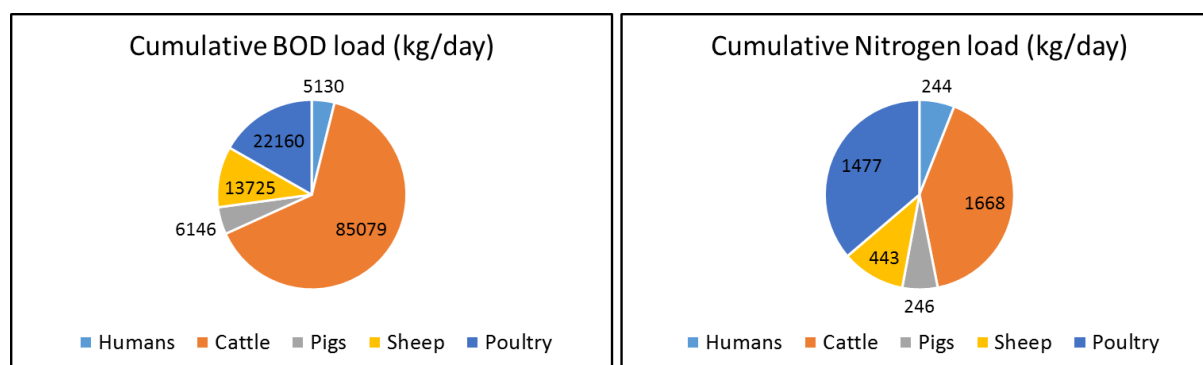 Cumulative BOD load (kg/day)
5130
22160
13725
6146
85079
Humans Cattle Pigs Sheep Poultry
Cumulative Nitrogen load (kg/day)
244
1477
1668
443
246
Humans Cattle Pigs Sheep Poultry